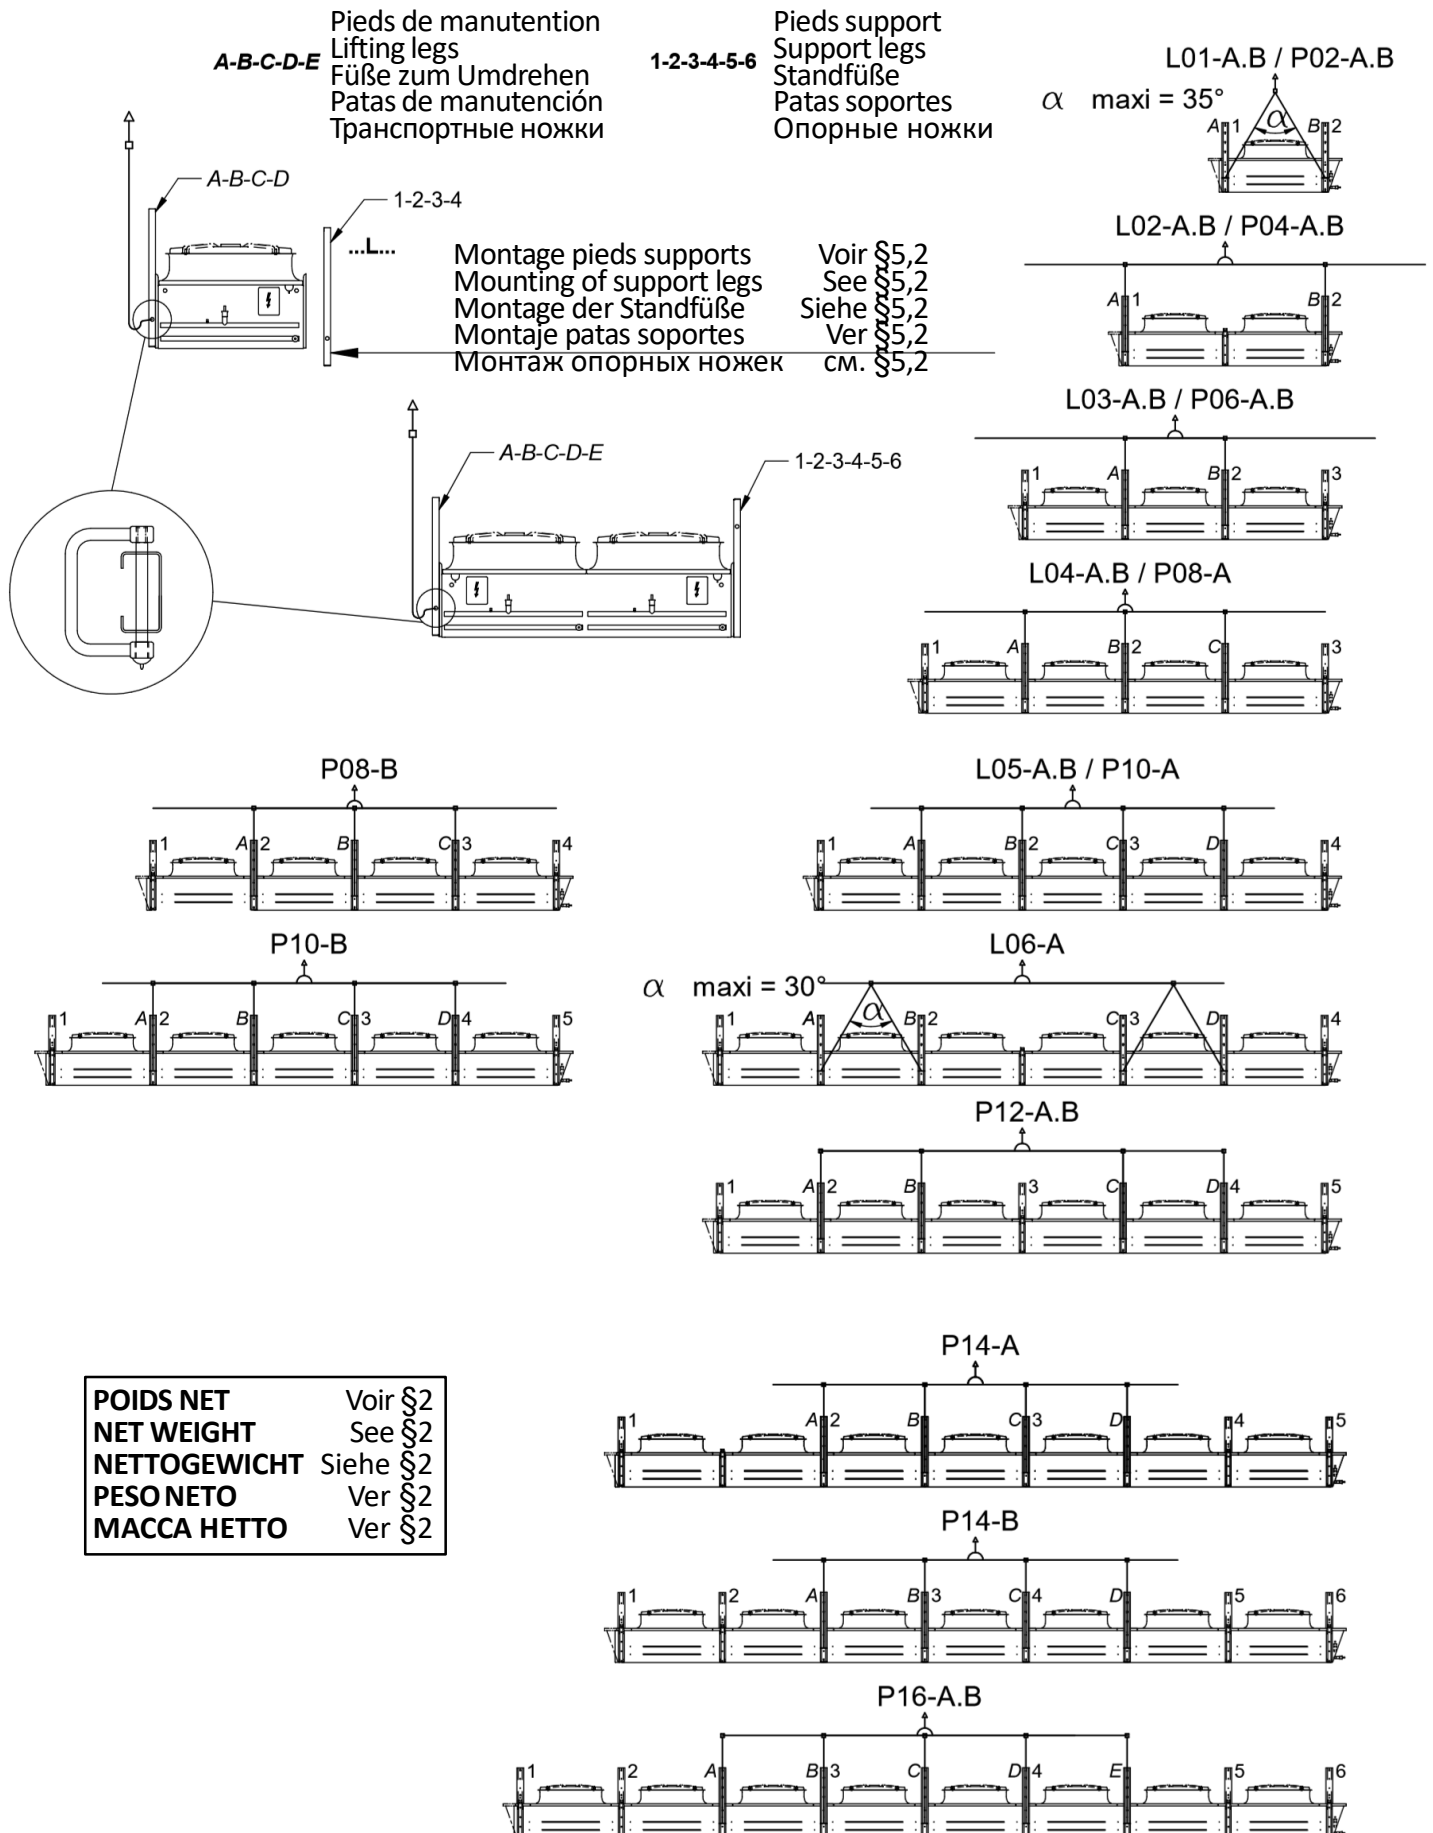 A-B-C-D-E
Pieds de manutention
Lifting legs
Füße zum Umdrehen
Patas de manutención
Транспортные ножки
1-2-3-4-5-6
Pieds support
Support legs
Standfüße
Patas soportes
Опорные ножки
L01-A.B / P02-A.B
α maxi = 35°
α
A 1 B 2
A-B-C-D
1-2-3-4
...L...
Montage pieds supports Voir §5,2
Mounting of support legs See §5,2
Montage der Standfüße Siehe §5,2
Montaje patas soportes Ver §5,2
Монтаж опорных ножек см. §5,2
L02-A.B / P04-A.B
A 1 B 2
L03-A.B / P06-A.B
1 A B 2 3
A-B-C-D-E
1-2-3-4-5-6
L04-A.B / P08-A
1 A B 2 C 3
P08-B
1 A 2 B C 3 4
L05-A.B / P10-A
1 A B 2 C 3 D 4
P10-B
1 A 2 B C 3 D 4 5
L06-A
α maxi = 30°
α
1 A B 2 C 3 D 4
P12-A.B
1 A 2 B 3 C D 4 5
P14-A
1 A 2 B C 3 D 4 5
POIDS NET Voir §2
NET WEIGHT See §2
NETTOGEWICHT Siehe §2
PESO NETO Ver §2
МАССА НЕТТО Ver §2
P14-B
1 2 A B 3 C 4 D 5 6
P16-A.B
1 2 A B 3 C D 4 E 5 6